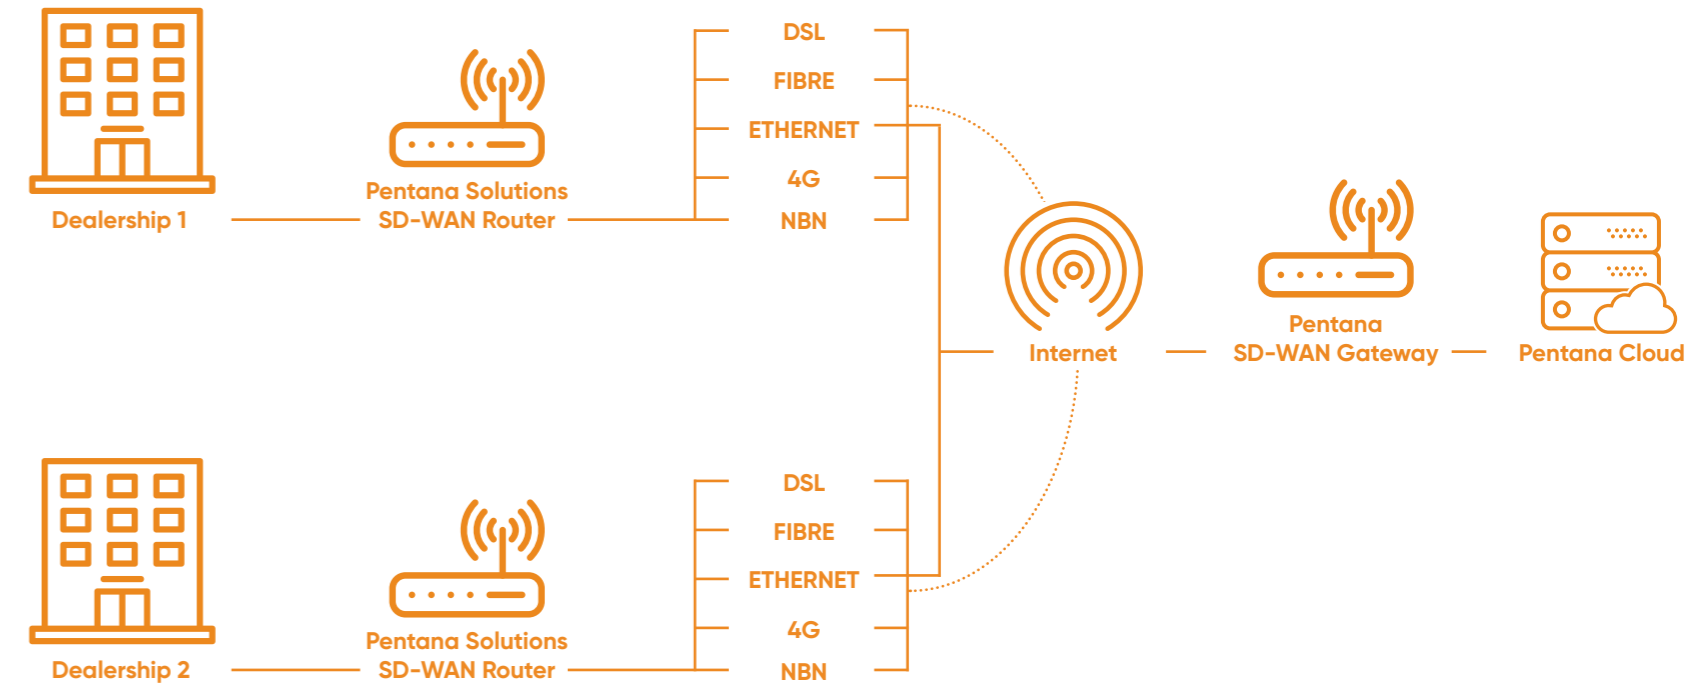 Dealership 1
Pentana Solutions
SD-WAN Router
DSL
FIBRE
ETHERNET
4G
NBN
Internet
Pentana
SD-WAN Gateway
Pentana Cloud
Dealership 2
Pentana Solutions
SD-WAN Router
DSL
FIBRE
ETHERNET
4G
NBN